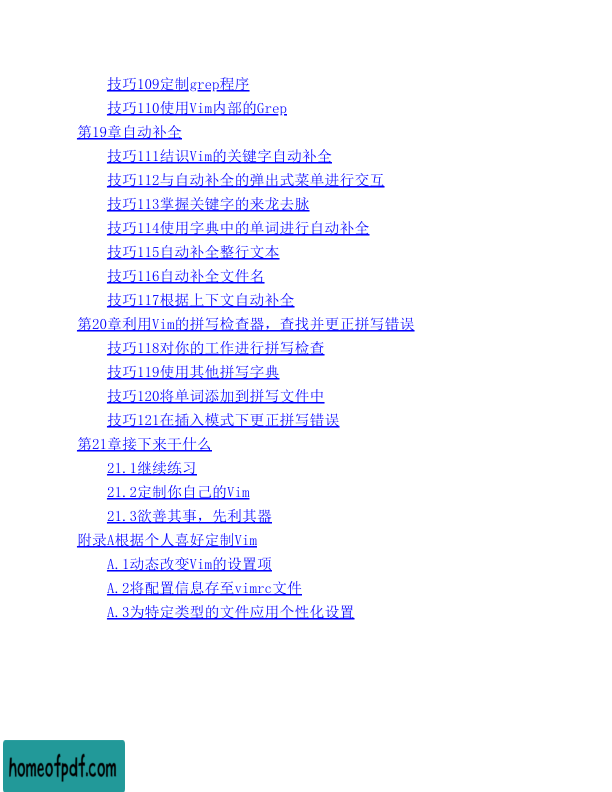 技巧109定制grep程序
技巧110使用Vim内部的Grep
第19章自动补全
技巧111结识Vim的关键字自动补全
技巧112与自动补全的弹出式菜单进行交互
技巧113掌握关键字的来龙去脉
技巧114使用字典中的单词进行自动补全
技巧115自动补全整行文本
技巧116自动补全文件名
技巧117根据上下文自动补全
第20章利用Vim的拼写检查器，查找并更正拼写错误
技巧118对你的工作进行拼写检查
技巧119使用其他拼写字典
技巧120将单词添加到拼写文件中
技巧121在插入模式下更正拼写错误
第21章接下来干什么
21.1继续练习
21.2定制你自己的Vim
21.3欲善其事，先利其器
附录A根据个人喜好定制Vim
A.1动态改变Vim的设置项
A.2将配置信息存至vimrc文件
A.3为特定类型的文件应用个性化设置
homeofpdf.com